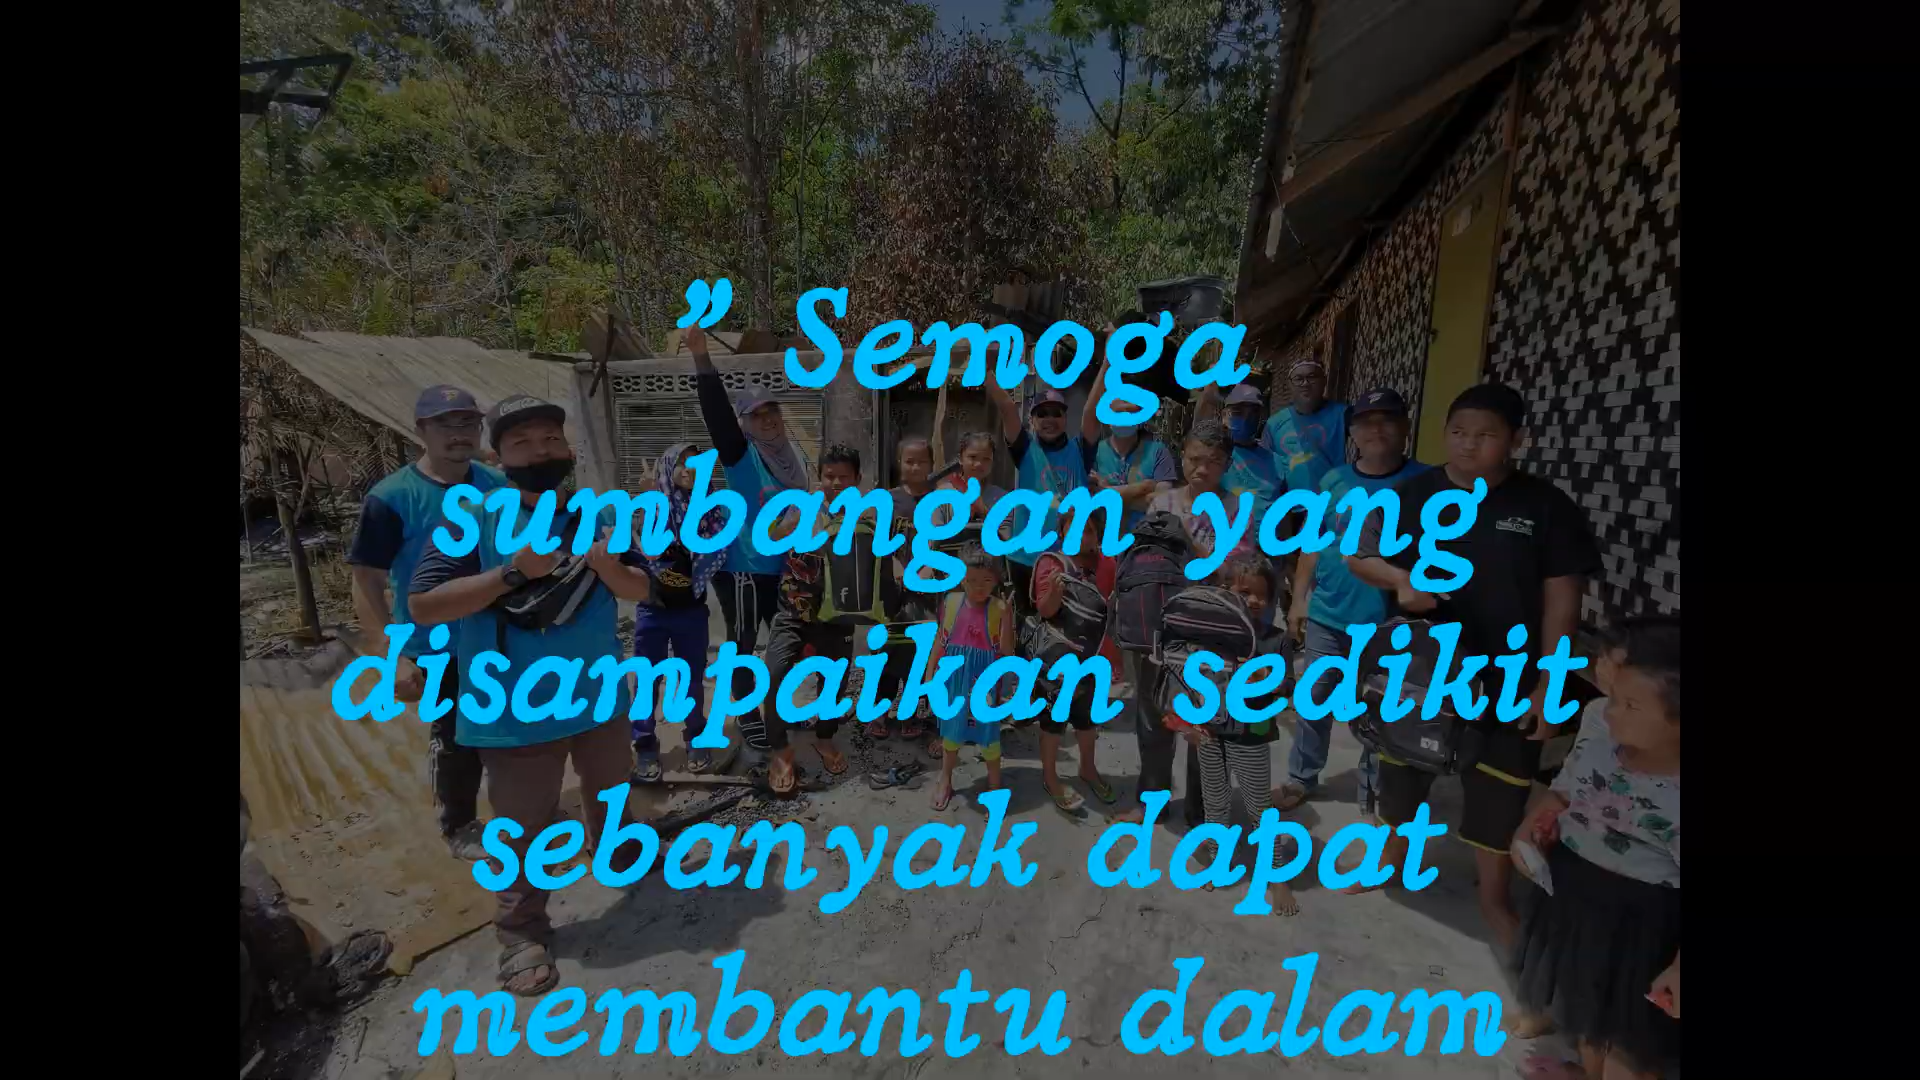 ” Semoga
sumbangan yang
disampaikan sedikit
sebanyak dapat
membantu dalam